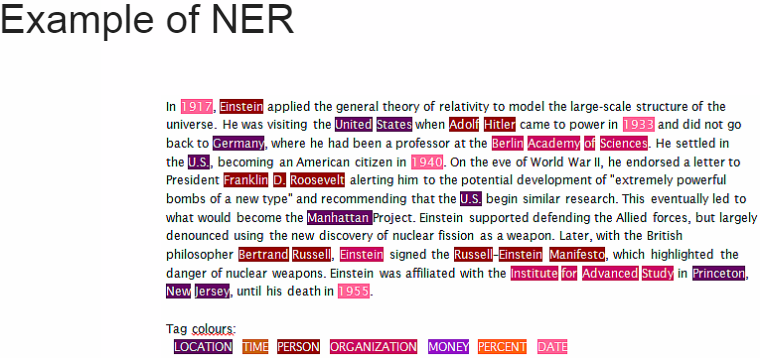 Example of NER
In 1917, Einstein applied the general theory of relativity to model the large-scale structure of the
universe. He was visiting the United States when Adolf Hitler came to power in 1933 and did not go
back to Germany, where he had been a professor at the Berlin Academy of Sciences. He settled in
the U.S., becoming an American citizen in 1940. On the eve of World War II, he endorsed a letter to
President Franklin D. Roosevelt alerting him to the potential development of "extremely powerful
bombs of a new type" and recommending that the U.S. begin similar research. This eventually led to
what would become the Manhattan Project. Einstein supported defending the Allied forces, but largely
denounced using the new discovery of nuclear fission as a weapon. Later, with the British
philosopher Bertrand Russell, Einstein signed the Russell-Einstein Manifesto, which highlighted the
danger of nuclear weapons. Einstein was affiliated with the Institute for Advanced Study in Princeton,
New Jersey, until his death in 1955.
Tag colours:
LOCATION TIME PERSON ORGANIZATION MONEY PERCENT DATE